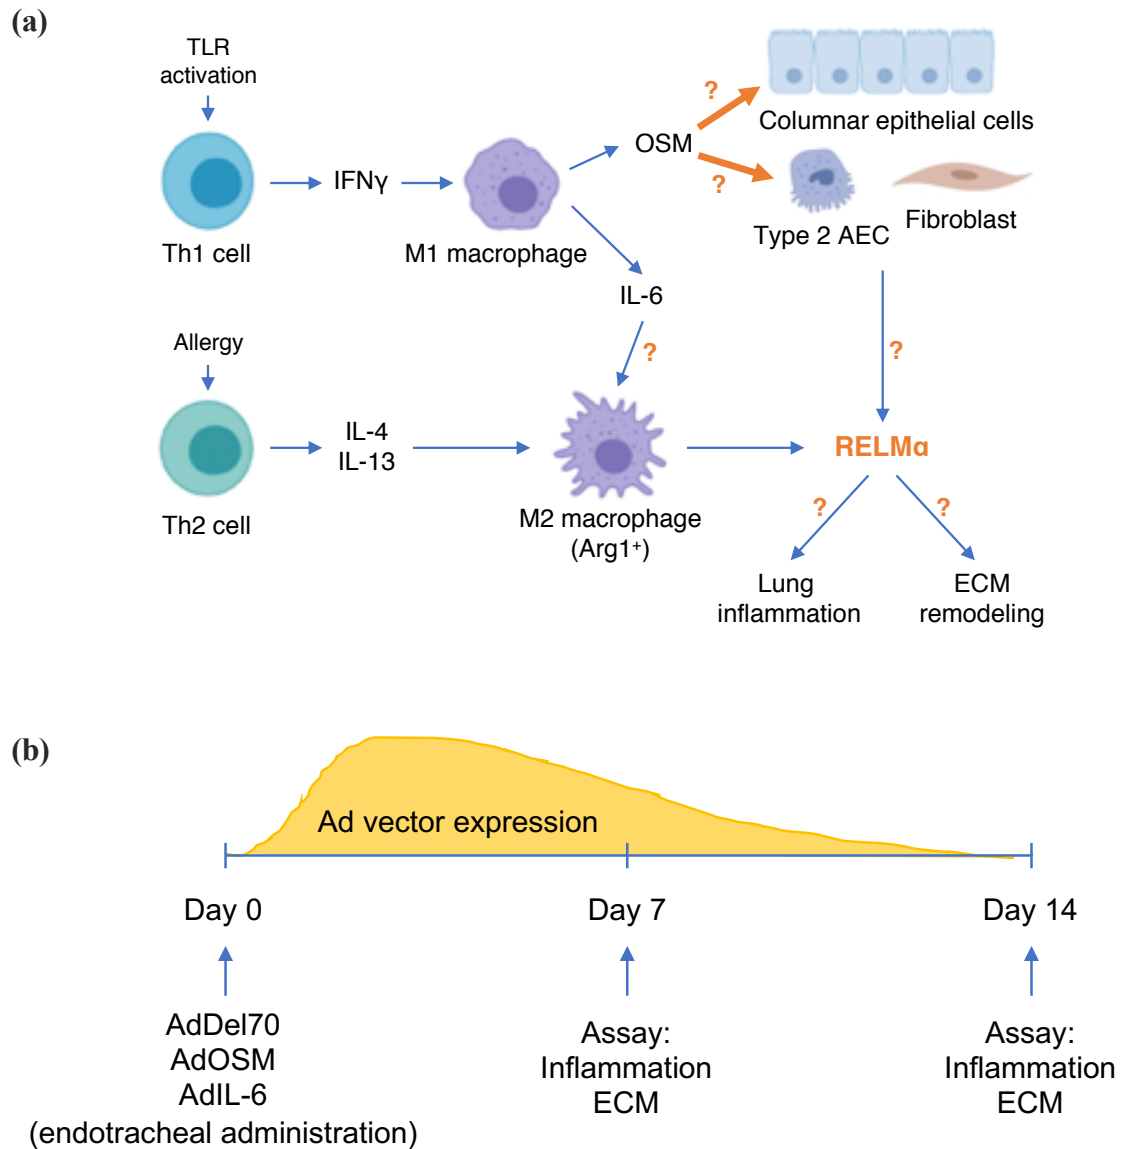 (a)
TLR
activation
Th1 cell
IFNγ
M1 macrophage
OSM
?
?
Columnar epithelial cells
Type 2 AEC
Fibroblast
IL-6
?
?
Allergy
Th2 cell
IL-4
IL-13
M2 macrophage
(Arg1+)
RELMα
?
?
Lung
inflammation
ECM
remodeling
(b)
Ad vector expression
Day 0
Day 7
Day 14
AdDel70
AdOSM
AdIL-6
(endotracheal administration)
Assay:
Inflammation
ECM
Assay:
Inflammation
ECM